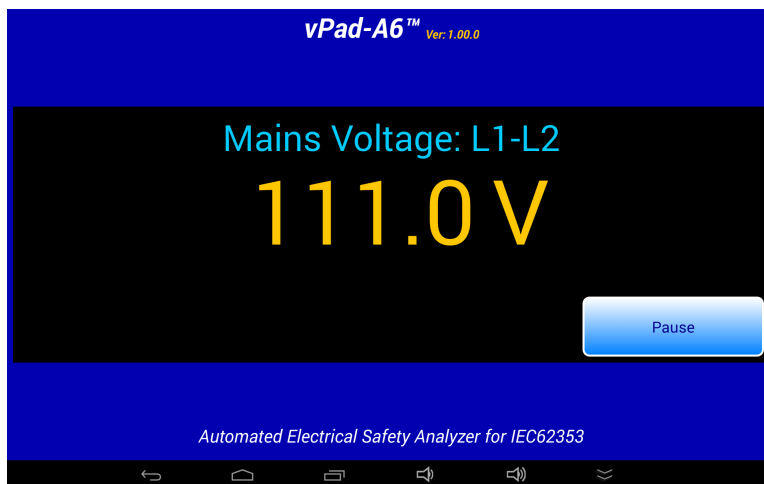 vPad-A6™ Ver: 1.00.0
Mains Voltage: L1-L2
111.0 V
Pause
Automated Electrical Safety Analyzer for IEC62353